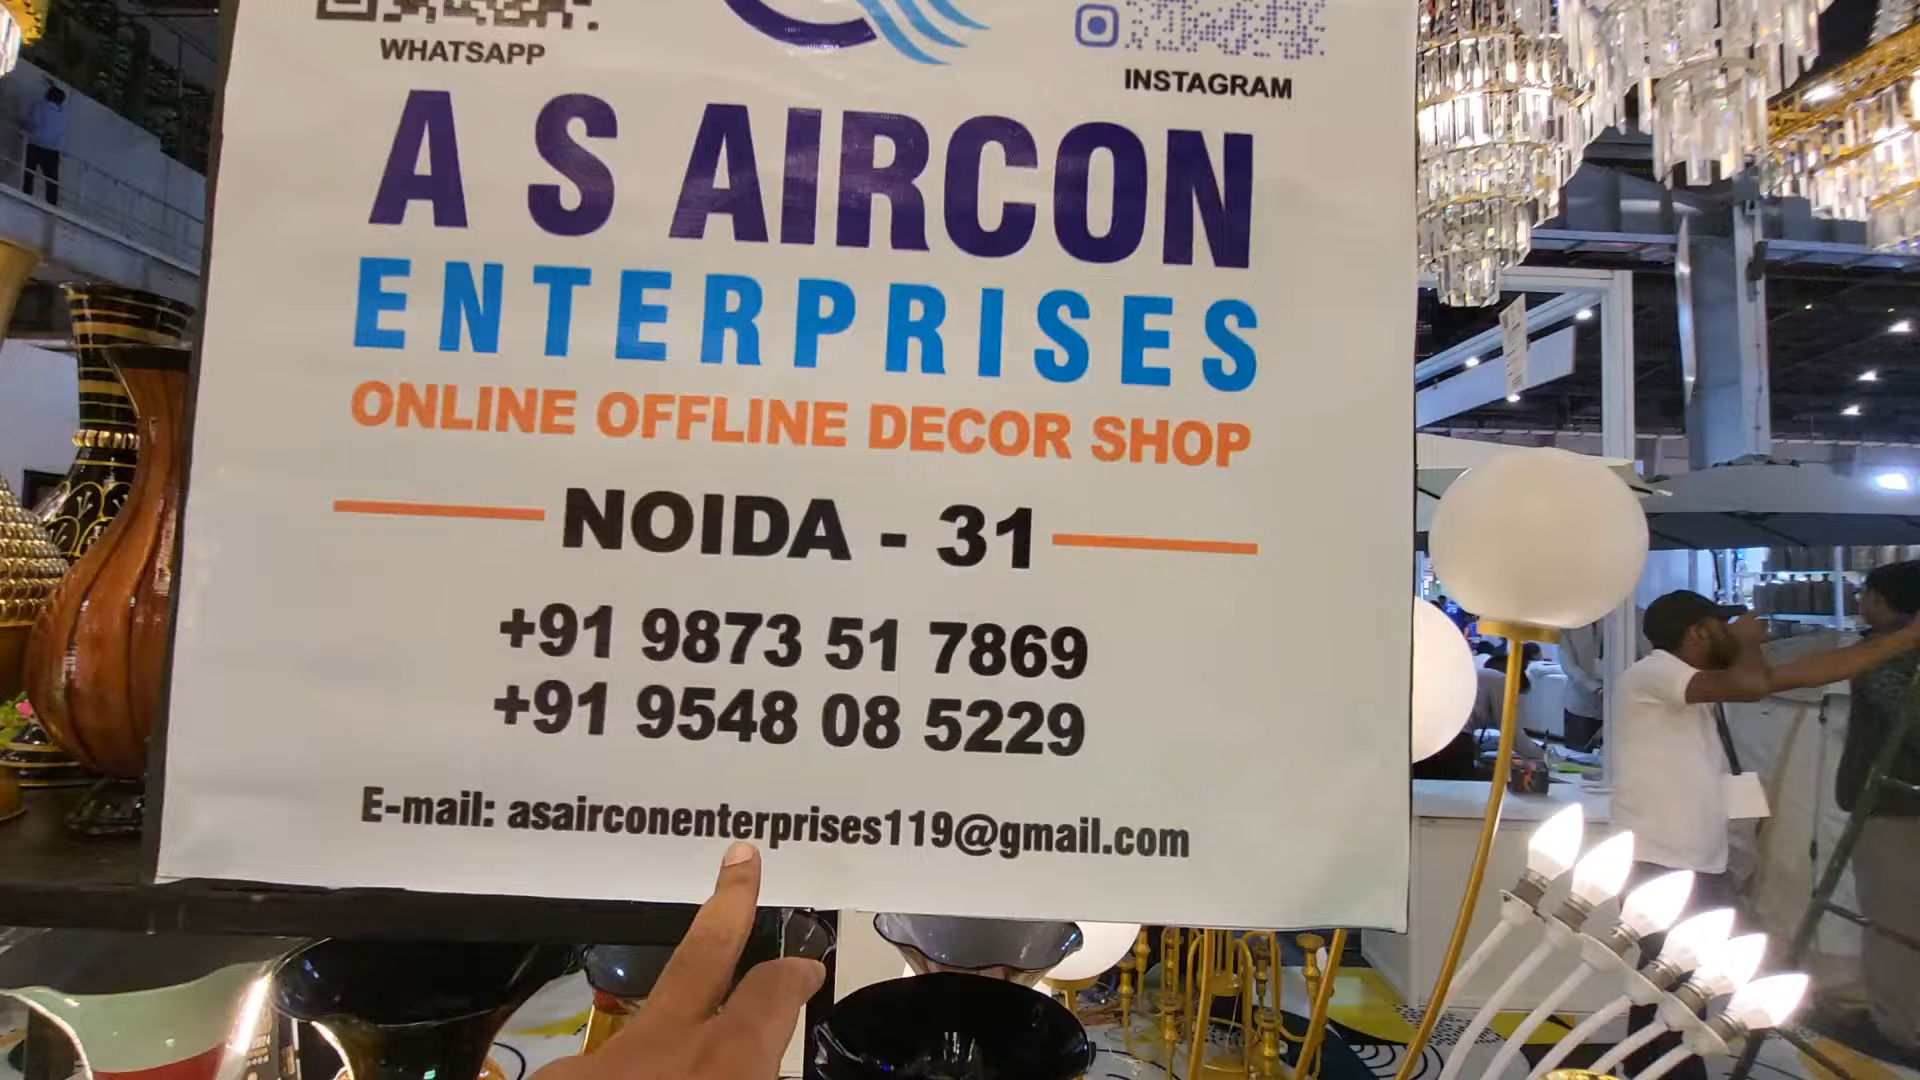 WHATSAPP
INSTAGRAM
A S AIRCON
ENTERPRISES
ONLINE OFFLINE DECOR SHOP
NOIDA - 31
+91 9873 51 7869
+91 9548 08 5229
E-mail: asairconenterprises119@gmail.com